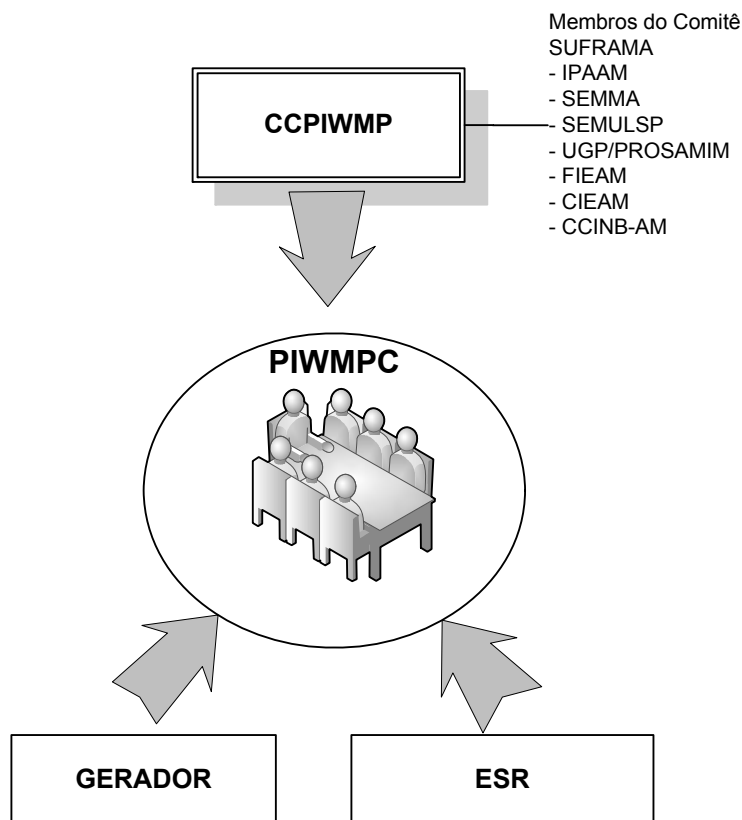 Membros do Comitê
SUFRAMA
- IPAAM
- SEMMA
- SEMULSP
- UGP/PROSAMIM
- FIEAM
- CIEAM
- CCINB-AM
CCPIWMP
PIWMPC
GERADOR
ESR